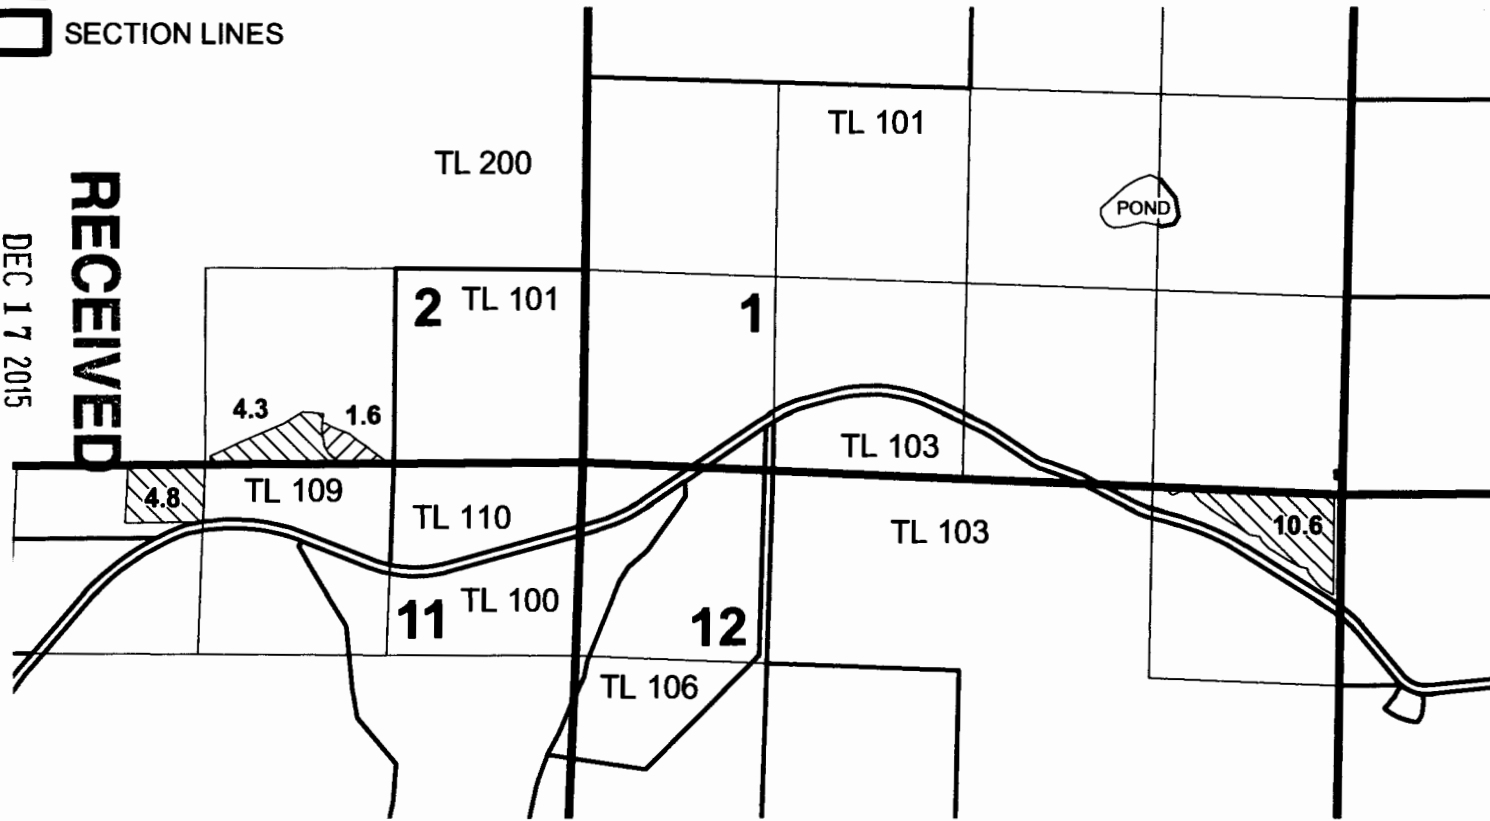 SECTION LINES
TL 101
TL 200
POND
RECEIVED
DEC 17 2015
2 TL 101
1
4.3
1.6
TL 103
4.8
TL 109
TL 110
TL 103
10.6
11 TL 100
12
TL 106